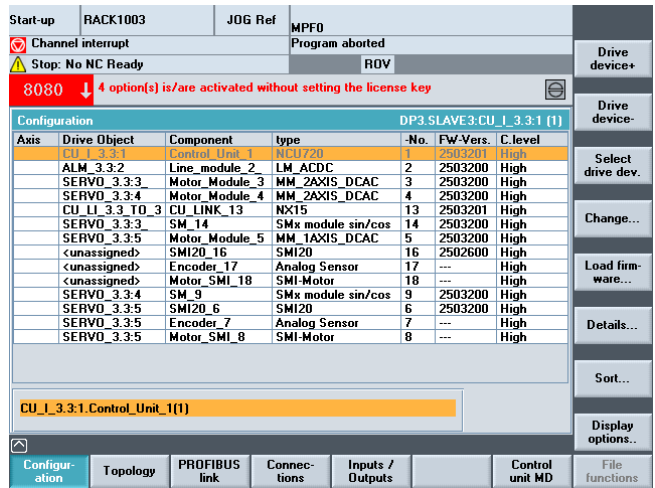 Start-up RACK1003 JOG Ref MPF0
Channel interrupt Program aborted
Stop: No NC Ready ROV
8080 4 option(s) is/are activated without setting the license key
Configuration DP3.SLAVE3:CU_I_3.3:1 (1)
Axis Drive Object Component type -No. FW-Vers. C.level
CU_I_3.3:1 Control_Unit_1 NCU720 1 2503201 High
ALM_3.3:2 Line_module_2_ LM_ACDC 2 2503200 High
SERVO_3.3:3_ Motor_Module_3 MM_2AXIS_DCAC 3 2503200 High
SERVO_3.3:4 Motor_Module_4 MM_2AXIS_DCAC 4 2503200 High
CU_LI_3.3_TO_3 CU_LINK_13 NX15 13 2503201 High
SERVO_3.3:3_ SM_14 SMx module sin/cos 14 2503200 High
SERVO_3.3:5 Motor_Module_5 MM_1AXIS_DCAC 5 2503200 High
<unassigned> SMI20_16 SMI20 16 2502600 High
<unassigned> Encoder_17 Analog Sensor 17 --- High
<unassigned> Motor_SMI_18 SMI-Motor 18 --- High
SERVO_3.3:4 SM_9 SMx module sin/cos 9 2503200 High
SERVO_3.3:5 SMI20_6 SMI20 6 2503200 High
SERVO_3.3:5 Encoder_7 Analog Sensor 7 --- High
SERVO_3.3:5 Motor_SMI_8 SMI-Motor 8 --- High
CU_I_3.3:1.Control_Unit_1(1)
Drive
device+
Drive
device-
Select
drive dev.
Change...
Load firm-
ware...
Details...
Sort...
Display
options..
Configur-
ation
Topology
PROFIBUS
link
Connec-
tions
Inputs /
Outputs
Control
unit MD
File
functions